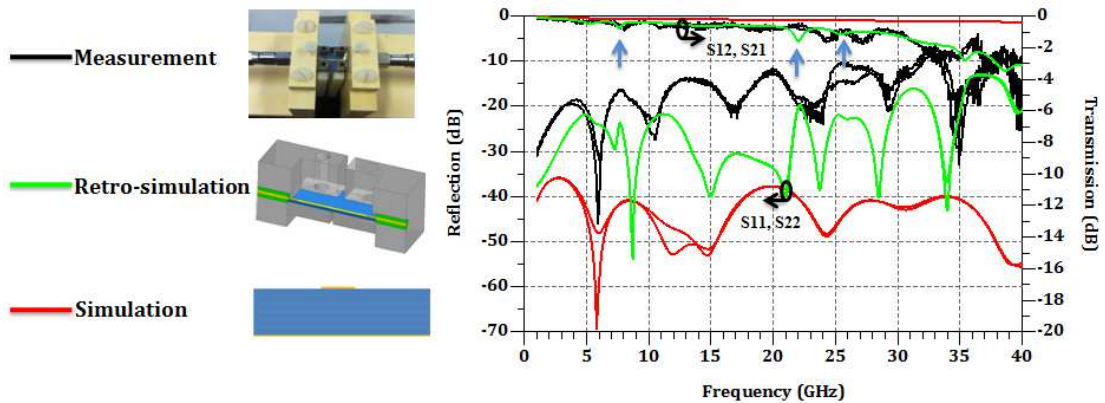 Measurement
Retro-simulation
Simulation
Reflection (dB)
0
-10
-20
-30
-40
-50
-60
-70
S12, S21
S11, S22
0
-2
-4
-6
-8
-10
-12
-14
-16
-18
-20
Transmission (dB)
0 5 10 15 20 25 30 35 40
Frequency (GHz)